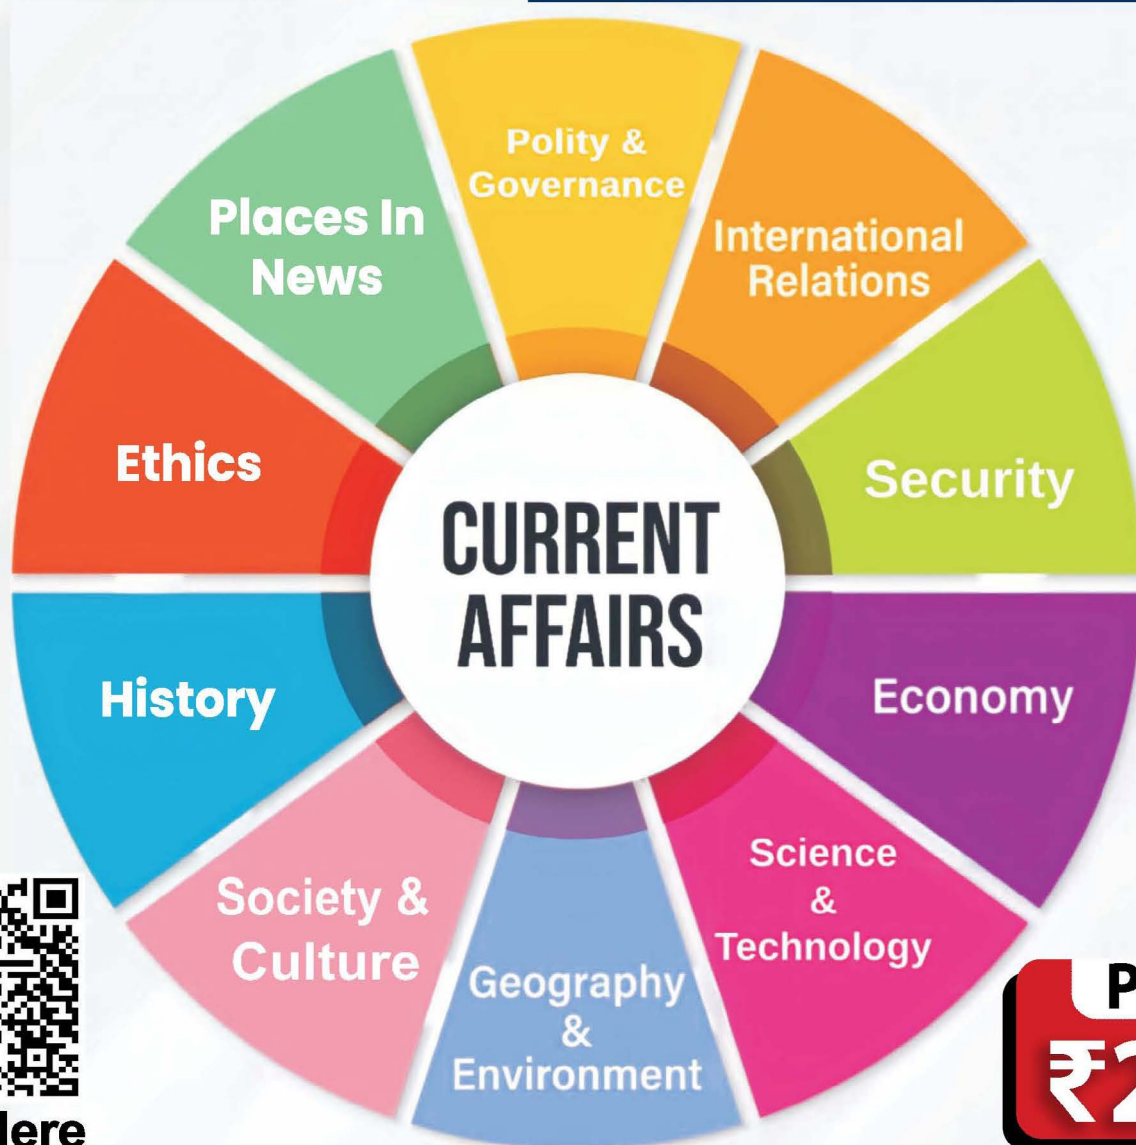 Polity &
Governance
International
Relations
Places In
News
Security
Ethics
CURRENT
AFFAIRS
History
Economy
Science
&
Technology
Society &
Culture
Geography
&
Environment
₹2